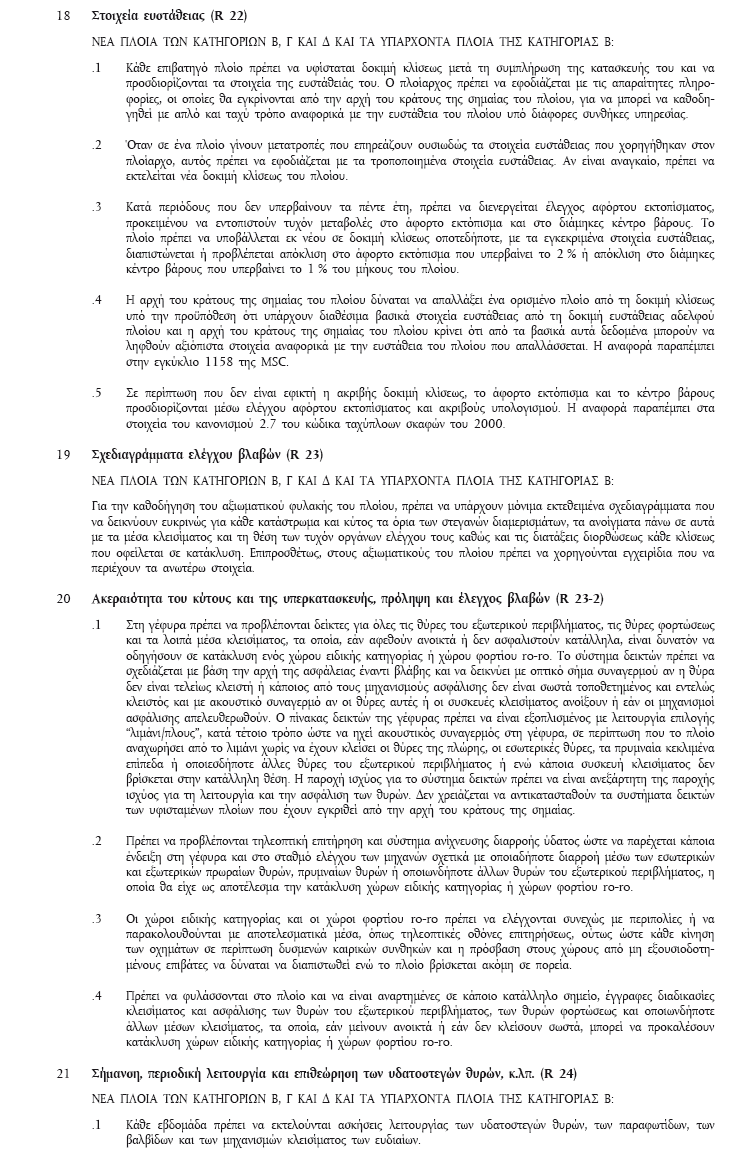 18 Στοιχεία ευστάθειας (R 22)
ΝΕΑ ΠΛΟΙΑ ΤΩΝ ΚΑΤΗΓΟΡΙΩΝ Β, Γ ΚΑΙ Δ ΚΑΙ ΤΑ ΥΠΑΡΧΟΝΤΑ ΠΛΟΙΑ ΤΗΣ ΚΑΤΗΓΟΡΙΑΣ Β:
.1 Κάθε επιβατηγό πλοίο πρέπει να υφίσταται δοκιμή κλίσεως μετά τη συμπλήρωση της κατασκευής του και να
προσδιορίζονται τα στοιχεία της ευστάθειάς του. Ο πλοίαρχος πρέπει να εφοδιάζεται με τις απαραίτητες πληρο-
φορίες, οι οποίες θα εγκρίνονται από την αρχή του κράτους της σημαίας του πλοίου, για να μπορεί να καθοδη-
γηθεί με απλό και ταχύ τρόπο αναφορικά με την ευστάθεια του πλοίου υπό διάφορες συνθήκες υπηρεσίας.
.2 Όταν σε ένα πλοίο γίνουν μετατροπές που επηρεάζουν ουσιωδώς τα στοιχεία ευστάθειας που χορηγήθηκαν στον
πλοίαρχο, αυτός πρέπει να εφοδιάζεται με τα τροποποιημένα στοιχεία ευστάθειας. Αν είναι αναγκαίο, πρέπει να
εκτελείται νέα δοκιμή κλίσεως του πλοίου.
.3 Κατά περιόδους που δεν υπερβαίνουν τα πέντε έτη, πρέπει να διενεργείται έλεγχος αφόρτου εκτοπίσματος,
προκειμένου να εντοπιστούν τυχόν μεταβολές στο άφορτο εκτόπισμα και στο διάμηκες κέντρο βάρους. Το
πλοίο πρέπει να υποβάλλεται εκ νέου σε δοκιμή κλίσεως οποτεδήποτε, με τα εγκεκριμένα στοιχεία ευστάθειας,
διαπιστώνεται ή προβλέπεται απόκλιση στο άφορτο εκτόπισμα που υπερβαίνει το 2 % ή απόκλιση στο διάμηκες
κέντρο βάρους που υπερβαίνει το 1 % του μήκους του πλοίου.
.4 Η αρχή του κράτους της σημαίας του πλοίου δύναται να απαλλάξει ένα ορισμένο πλοίο από τη δοκιμή κλίσεως
υπό την προϋπόθεση ότι υπάρχουν διαθέσιμα βασικά στοιχεία ευστάθειας από τη δοκιμή ευστάθειας αδελφού
πλοίου και η αρχή του κράτους της σημαίας του πλοίου κρίνει ότι από τα βασικά αυτά δεδομένα μπορούν να
ληφθούν αξιόπιστα στοιχεία αναφορικά με την ευστάθεια του πλοίου που απαλλάσσεται. Η αναφορά παραπέμπει
στην εγκύκλιο 1158 της MSC.
.5 Σε περίπτωση που δεν είναι εφικτή η ακριβής δοκιμή κλίσεως, το άφορτο εκτόπισμα και το κέντρο βάρους
προσδιορίζονται μέσω ελέγχου αφόρτου εκτοπίσματος και ακριβούς υπολογισμού. Η αναφορά παραπέμπει στα
στοιχεία του κανονισμού 2.7 του κώδικα ταχύπλοων σκαφών του 2000.
19 Σχεδιαγράμματα ελέγχου βλαβών (R 23)
ΝΕΑ ΠΛΟΙΑ ΤΩΝ ΚΑΤΗΓΟΡΙΩΝ Β, Γ ΚΑΙ Δ ΚΑΙ ΤΑ ΥΠΑΡΧΟΝΤΑ ΠΛΟΙΑ ΤΗΣ ΚΑΤΗΓΟΡΙΑΣ Β:
Για την καθοδήγηση του αξιωματικού φυλακής του πλοίου, πρέπει να υπάρχουν μόνιμα εκτεθειμένα σχεδιαγράμματα που
να δεικνύουν ευκρινώς για κάθε κατάστρωμα και κύτος τα όρια των στεγανών διαμερισμάτων, τα ανοίγματα πάνω σε αυτά
με τα μέσα κλεισίματος και τη θέση των τυχόν οργάνων ελέγχου τους καθώς και τις διατάξεις διορθώσεως κάθε κλίσεως
που οφείλεται σε κατάκλυση. Επιπροσθέτως, στους αξιωματικούς του πλοίου πρέπει να χορηγούνται εγχειρίδια που να
περιέχουν τα ανωτέρω στοιχεία.
20 Ακεραιότητα του κύτους και της υπερκατασκευής, πρόληψη και έλεγχος βλαβών (R 23-2)
.1 Στη γέφυρα πρέπει να προβλέπονται δείκτες για όλες τις θύρες του εξωτερικού περιβλήματος, τις θύρες φορτώσεως
και τα λοιπά μέσα κλεισίματος, τα οποία, εάν αφεθούν ανοικτά ή δεν ασφαλιστούν κατάλληλα, είναι δυνατόν να
οδηγήσουν σε κατάκλυση ενός χώρου ειδικής κατηγορίας ή χώρου φορτίου ro-ro. Το σύστημα δεικτών πρέπει να
σχεδιάζεται με βάση την αρχή της ασφάλειας έναντι βλάβης και να δεικνύει με οπτικό σήμα συναγερμού αν η θύρα
δεν είναι τελείως κλειστή ή κάποιος από τους μηχανισμούς ασφάλισης δεν είναι σωστά τοποθετημένος και εντελώς
κλειστός και με ακουστικό συναγερμό αν οι θύρες αυτές ή οι συσκευές κλεισίματος ανοίξουν ή εάν οι μηχανισμοί
ασφάλισης απελευθερωθούν. Ο πίνακας δεικτών της γέφυρας πρέπει να είναι εξοπλισμένος με λειτουργία επιλογής
“λιμάνι/πλους”, κατά τέτοιο τρόπο ώστε να ηχεί ακουστικός συναγερμός στη γέφυρα, σε περίπτωση που το πλοίο
αναχωρήσει από το λιμάνι χωρίς να έχουν κλείσει οι θύρες της πλώρης, οι εσωτερικές θύρες, τα πρυμναία κεκλιμένα
επίπεδα ή οποιεσδήποτε άλλες θύρες του εξωτερικού περιβλήματος ή ενώ κάποια συσκευή κλεισίματος δεν
βρίσκεται στην κατάλληλη θέση. Η παροχή ισχύος για το σύστημα δεικτών πρέπει να είναι ανεξάρτητη της παροχής
ισχύος για τη λειτουργία και την ασφάλιση των θυρών. Δεν χρειάζεται να αντικατασταθούν τα συστήματα δεικτών
των υφισταμένων πλοίων που έχουν εγκριθεί από την αρχή του κράτους της σημαίας.
.2 Πρέπει να προβλέπονται τηλεοπτική επιτήρηση και σύστημα ανίχνευσης διαρροής ύδατος ώστε να παρέχεται κάποια
ένδειξη στη γέφυρα και στο σταθμό ελέγχου των μηχανών σχετικά με οποιαδήποτε διαρροή μέσω των εσωτερικών
και εξωτερικών πρωραίων θυρών, πρυμναίων θυρών ή οποιωνδήποτε άλλων θυρών του εξωτερικού περιβλήματος, η
οποία θα είχε ως αποτέλεσμα την κατάκλυση χώρων ειδικής κατηγορίας ή χώρων φορτίου ro-ro.
.3 Οι χώροι ειδικής κατηγορίας και οι χώροι φορτίου ro-ro πρέπει να ελέγχονται συνεχώς με περιπολίες ή να
παρακολουθούνται με αποτελεσματικά μέσα, όπως τηλεοπτικές οθόνες επιτηρήσεως, ούτως ώστε κάθε κίνηση
των οχημάτων σε περίπτωση δυσμενών καιρικών συνθηκών και η πρόσβαση στους χώρους από μη εξουσιοδοτη-
μένους επιβάτες να δύναται να διαπιστωθεί ενώ το πλοίο βρίσκεται ακόμη σε πορεία.
.4 Πρέπει να φυλάσσονται στο πλοίο και να είναι αναρτημένες σε κάποιο κατάλληλο σημείο, έγγραφες διαδικασίες
κλεισίματος και ασφάλισης των θυρών του εξωτερικού περιβλήματος, των θυρών φορτώσεως και οποιωνδήποτε
άλλων μέσων κλεισίματος, τα οποία, εάν μείνουν ανοικτά ή εάν δεν κλείσουν σωστά, μπορεί να προκαλέσουν
κατάκλυση χώρων ειδικής κατηγορίας ή χώρων φορτίου ro-ro.
21 Σήμανση, περιοδική λειτουργία και επιθεώρηση των υδατοστεγών θυρών, κ.λπ. (R 24)
ΝΕΑ ΠΛΟΙΑ ΤΩΝ ΚΑΤΗΓΟΡΙΩΝ Β, Γ ΚΑΙ Δ ΚΑΙ ΤΑ ΥΠΑΡΧΟΝΤΑ ΠΛΟΙΑ ΤΗΣ ΚΑΤΗΓΟΡΙΑΣ Β:
.1 Κάθε εβδομάδα πρέπει να εκτελούνται ασκήσεις λειτουργίας των υδατοστεγών θυρών, των παραφωτίδων, των
βαλβίδων και των μηχανισμών κλεισίματος των ευδιαίων.